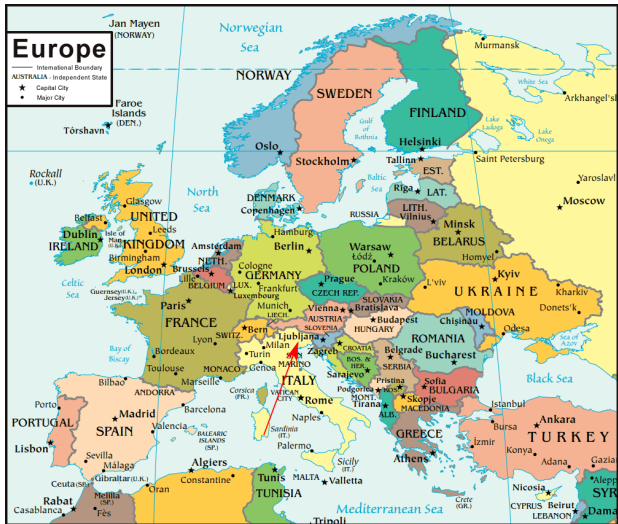 Europe
International Boundary
AUSTRALIA - Independent State
★ Capital City
• Major City
Jan Mayen
(NORWAY)
Norwegian
Sea
Murmansk
White Sea
Arkhangel'sk
NORWAY
SWEDEN
FINLAND
Faroe
Islands
(DEN.)
Tórshavn
Gulf
of
Bothnia
Lake
Ladoga
Lake
Onega
Oslo
Stockholm
Helsinki
Tallinn
Saint Petersburg
EST.
Baltic
Sea
Yaroslavl
Rockall
(U.K.)
North
Sea
Riga
LAT.
Moscow
DENMARK
Copenhagen
LITH.
Vilnius
RUSSIA
Glasgow
Belfast
UNITED
KINGDOM
Leeds
Dublin
IRELAND
Isle of
Man
(U.K.)
Birmingham
London
Minsk
BELARUS
Homyel
Amsterdam
NETH.
Hamburg
Berlin
Warsaw
Łódź
POLAND
Kraków
Brussels
Lille
BELGIUM
LUX.
Luxembourg
Cologne
GERMANY
Frankfurt
Munich
LIECH.
Prague
CZECH REP.
L'viv
Kyiv
UKRAINE
Kharkiv
Donets'k
Celtic
Sea
Guernsey (U.K.)
Jersey (U.K.)
Paris
FRANCE
SLOVAKIA
Vienna
Bratislava
AUSTRIA
SLOVENIA
Budapest
HUNGARY
MOLDOVA
Chișinău
Odesa
Sea
of Azov
Bern
SWITZ.
Lyon
Milan
Turin
Genoa
Ljubljana
Zagreb
CROATIA
ROMANIA
Bucharest
Bay of
Biscay
Bordeaux
Toulouse
MONACO
Marseille
SAN
MARINO
BOS. &
HER.
Sarajevo
Belgrade
SERBIA
Black Sea
Bilbao
ANDORRA
Corsica
(FR.)
VATICAN
CITY
ITALY
Rome
Podgorica
MONT.
Pristina
KOS.
Sofia
BULGARIA
Skopje
MACEDONIA
Tirana
ALB.
Porto
PORTUGAL
Lisbon
Madrid
SPAIN
Barcelona
Valencia
BALEARIC
ISLANDS
(SP.)
Sardinia
(IT.)
Naples
Istanbul
Bursa
Ankara
TURKEY
İzmir
Konya
Adana
Gaziantep
Sevilla
Málaga
Gibraltar (U.K.)
Ceuta (SP.)
Melilla
(SP.)
Palermo
Sicily
(IT.)
GREECE
Athens
Algiers
Constantine
Oran
Tunis
TUNISIA
MALTA
Valletta
Rabat
Casablanca
Fès
Nicosia
CYPRUS
Beirut
LEBANON
Alepp
SYR
Dama
Crete
(GR.)
Mediterranean Sea
Tripoli